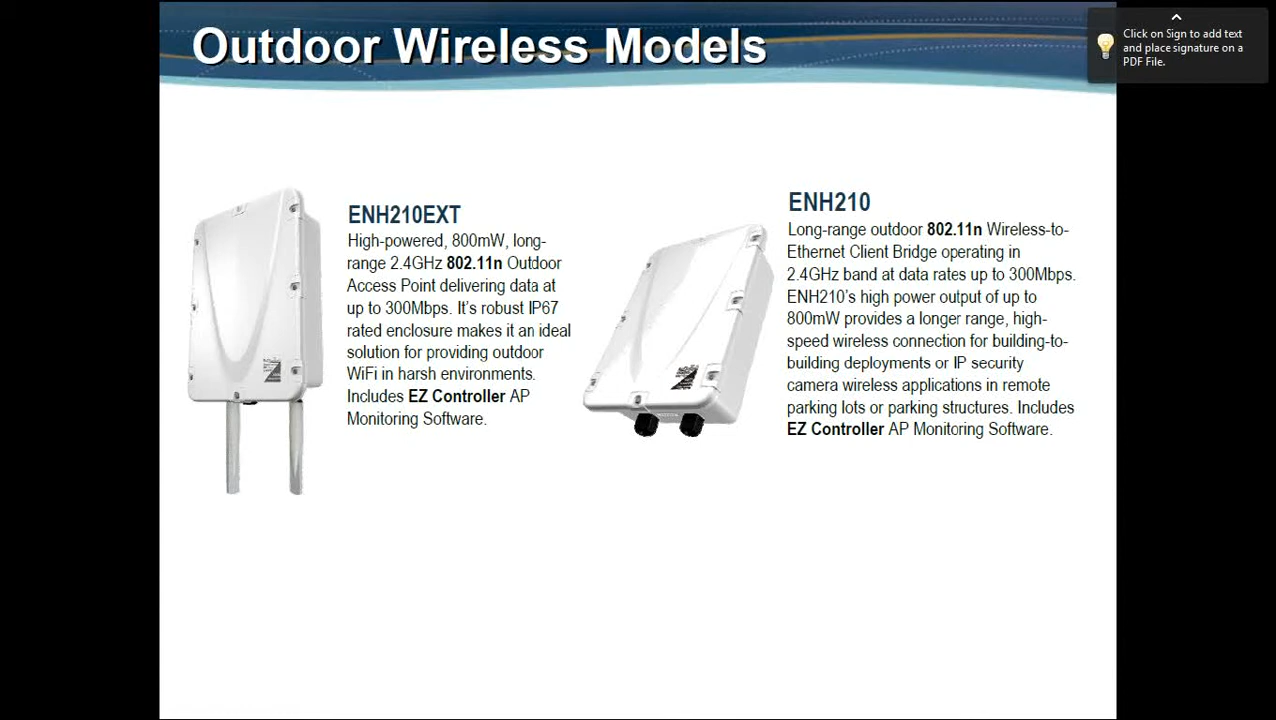 Outdoor Wireless Models
Click on Sign to add text
and place signature on a
PDF File.
ENH210EXT
High-powered, 800mW, long-
range 2.4GHz 802.11n Outdoor
Access Point delivering data at
up to 300Mbps. It's robust IP67
rated enclosure makes it an ideal
solution for providing outdoor
WiFi in harsh environments.
Includes EZ Controller AP
Monitoring Software.
ENH210
Long-range outdoor 802.11n Wireless-to-
Ethernet Client Bridge operating in
2.4GHz band at data rates up to 300Mbps.
ENH210's high power output of up to
800mW provides a longer range, high-
speed wireless connection for building-to-
building deployments or IP security
camera wireless applications in remote
parking lots or parking structures. Includes
EZ Controller AP Monitoring Software.